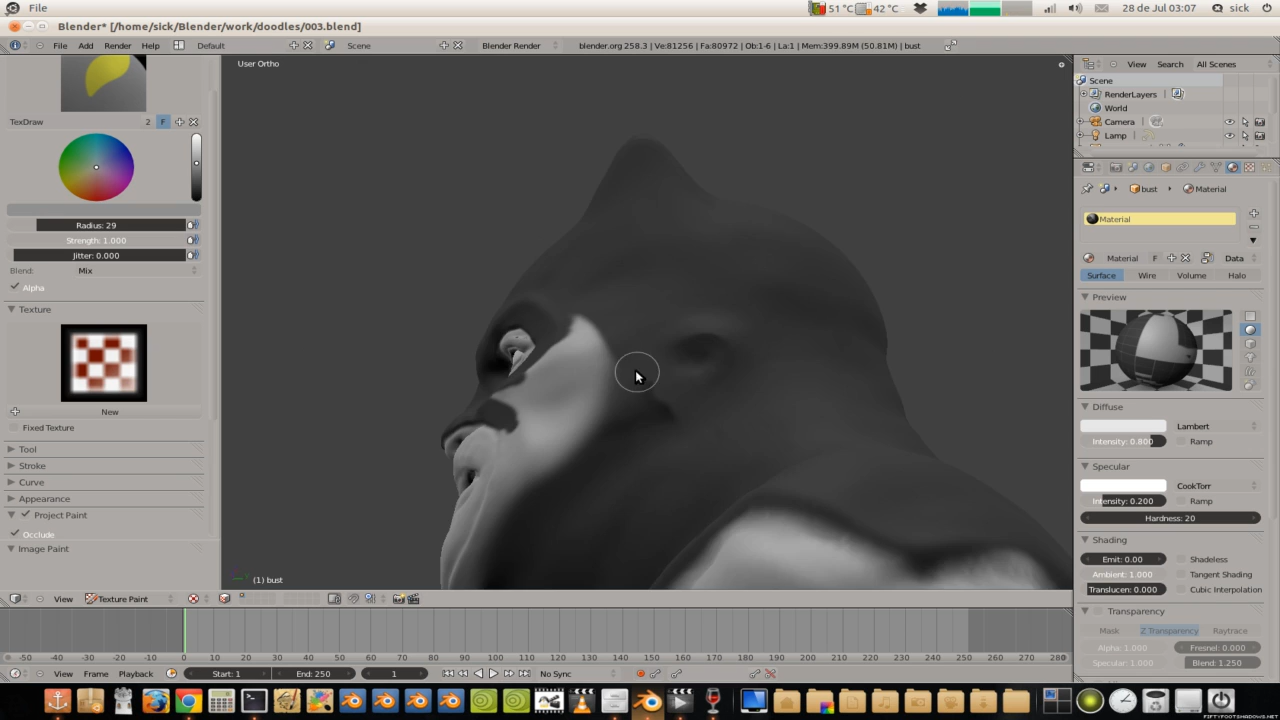 File
51 °C 42 °C
28 de Jul 03:07
sick
Blender* [/home/sick/Blender/work/doodles/003.blend]
File Add Render Help
Default
Scene
Blender Render
blender.org 258.3 | Ve:81256 | Fa:80972 | Ob:1-6 | La:1 | Mem:399.89M (50.81M) | bust
TexDraw
2
F
Radius: 29
Strength: 1.000
Jitter: 0.000
Blend:
Mix
Alpha
Texture
New
Fixed Texture
Tool
Stroke
Curve
Appearance
Project Paint
Occlude
Image Paint
User Ortho
(1) bust
View
Texture Paint
View Search All Scenes
Scene
RenderLayers |
World
Camera
Lamp
bust
Material
Material
Material
F
Data
Surface Wire Volume Halo
Preview
Diffuse
Lambert
Intensity: 0.800
Ramp
Specular
CookTorr
Intensity: 0.200
Ramp
Hardness: 20
Shading
Emit: 0.00
Shadeless
Ambient: 1.000
Tangent Shading
Translucen: 0.000
Cubic Interpolation
Transparency
Mask Z Transparency Raytrace
Alpha: 1.000
Fresnel: 0.000
Specular: 1.000
Blend: 1.250
-50 -40 -30 -20 -10 0 10 20 30 40 50 60 70 80 90 100 110 120 130 140 150 160 170 180 190 200 210 220 230 240 250 260 270 280
View Frame Playback
Start: 1
End: 250
1
No Sync
FIFTYFOOTSHADOWS.NET